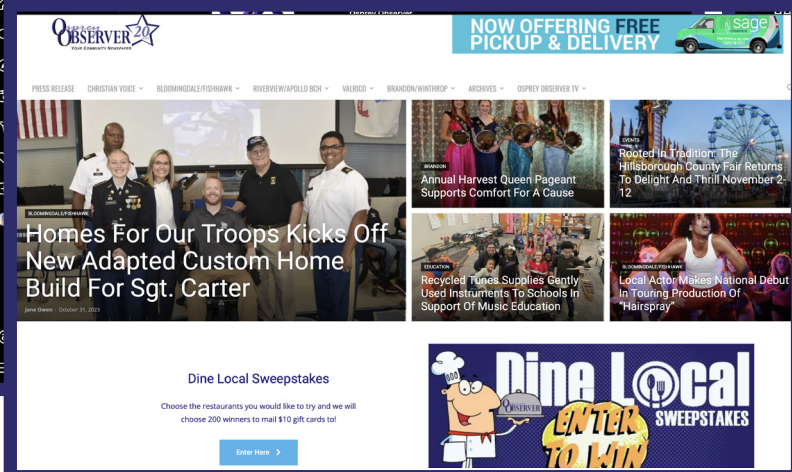 Osprey Observer
Osprey
OBSERVER 20
YOUR COMMUNITY NEWSPAPER
NOW OFFERING FREE
PICKUP & DELIVERY
sage
PRESS RELEASE CHRISTIAN VOICE BLOOMINGDALE/FISHHAWK RIVERVIEW/APOLLO BCH VALRICO BRANDON/WINTHROP ARCHIVES OSPREY OBSERVER TV
BLOOMINGDALE/FISHHAWK
Homes For Our Troops Kicks Off
New Adapted Custom Home
Build For Sgt. Carter
Jane Owen - October 31, 2023
BRANDON
Annual Harvest Queen Pageant
Supports Comfort For A Cause
EVENTS
Rooted In Tradition: The
Hillsborough County Fair Returns
To Delight And Thrill November 2-
12
EDUCATION
Recycled Tunes Supplies Gently
Used Instruments To Schools In
Support Of Music Education
BLOOMINGDALE/FISHHAWK
Local Actor Makes National Debut
In Touring Production Of
"Hairspray"
Dine Local Sweepstakes
Choose the restaurants you would like to try and we will
choose 200 winners to mail $10 gift cards to!
Enter Here
Dine Local
SWEEPSTAKES
OBSERVER
ENTER
TO WIN